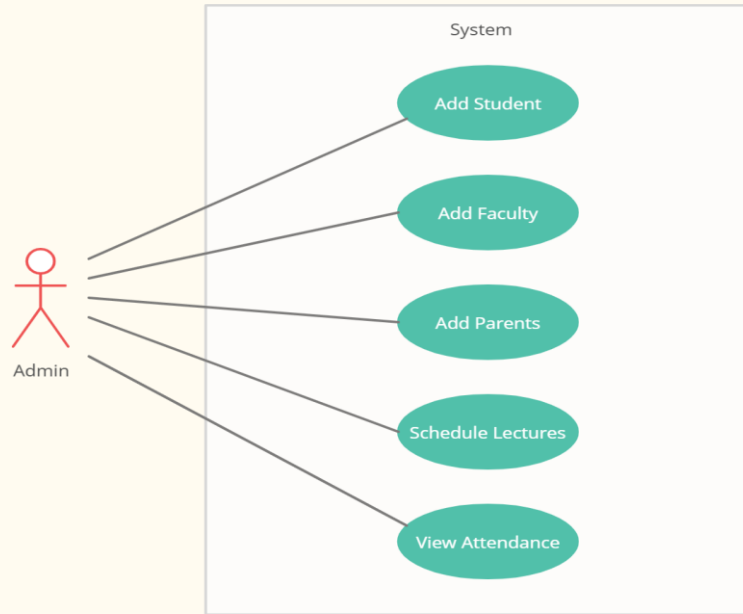 System
Add Student
Add Faculty
Add Parents
Admin
Schedule Lectures
View Attendance